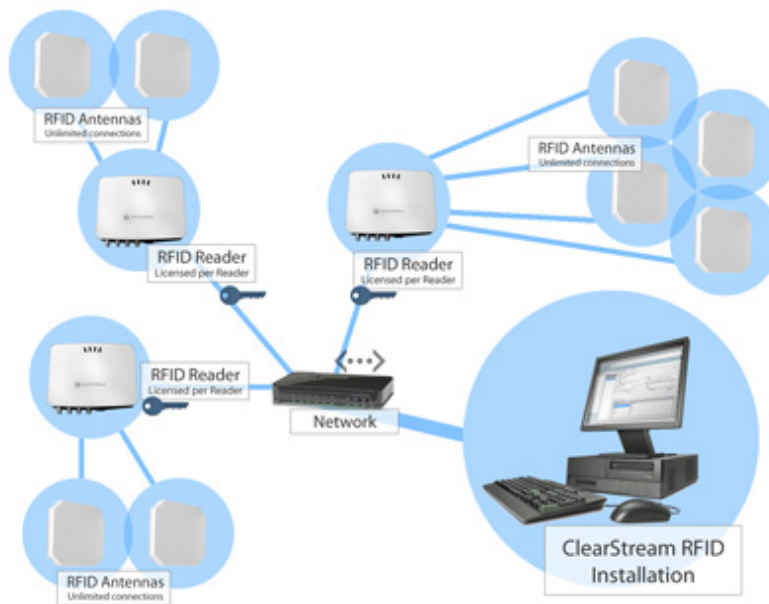 RFID Antennas
Unlimited connections
RFID Antennas
Unlimited connections
RFID Reader
Licensed per Reader
RFID Reader
Licensed per Reader
RFID Reader
Licensed per Reader
Network
ClearStream RFID
Installation
RFID Antennas
Unlimited connections